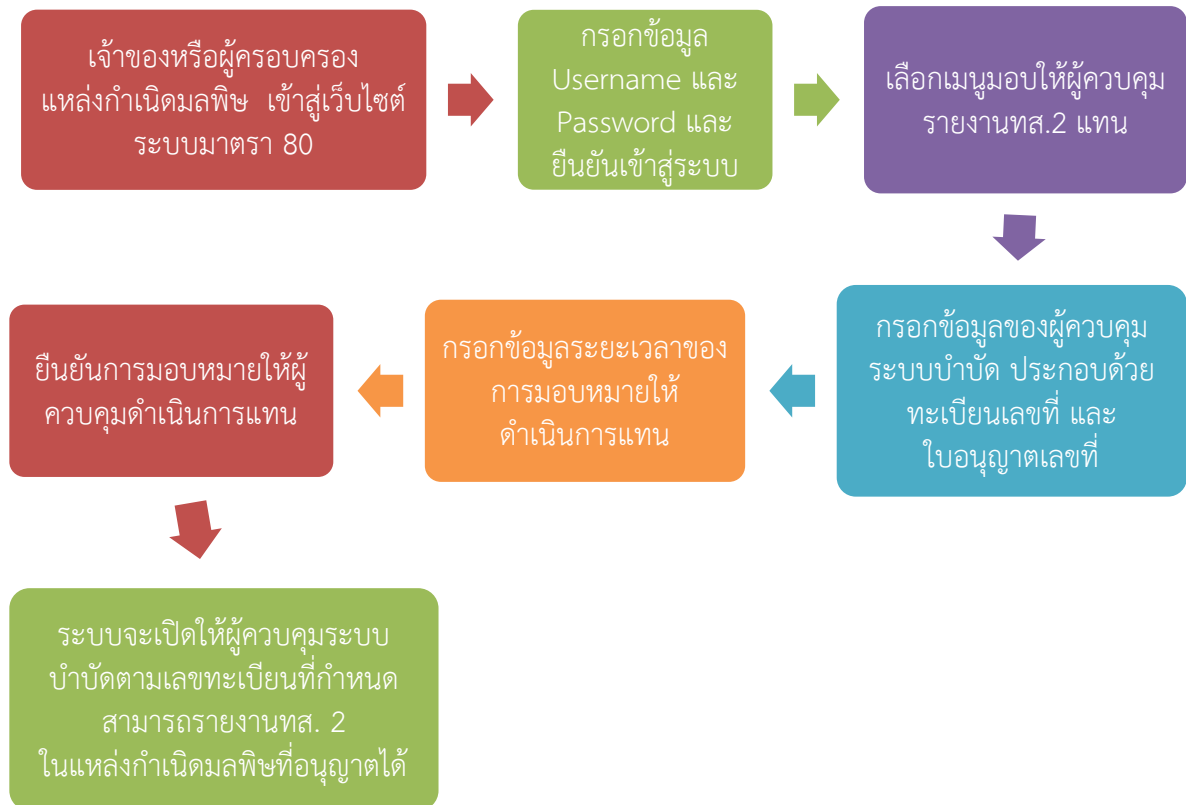 เจ้าของหรือผู้ครอบครอง
แหล่งกำเนิดมลพิษ เข้าสู่เว็บไซต์
ระบบมาตรา 80
กรอกข้อมูล
Username และ
Password และ
ยืนยันเข้าสู่ระบบ
เลือกเมนูมอบให้ผู้ควบคุม
รายงานทส.2 แทน
กรอกข้อมูลของผู้ควบคุม
ระบบบำบัด ประกอบด้วย
ทะเบียนเลขที่ และ
ใบอนุญาตเลขที่
กรอกข้อมูลระยะเวลาของ
การมอบหมายให้
ดำเนินการแทน
ยืนยันการมอบหมายให้ผู้
ควบคุมดำเนินการแทน
ระบบจะเปิดให้ผู้ควบคุมระบบ
บำบัดตามเลขทะเบียนที่กำหนด
สามารถรายงานทส. 2
ในแหล่งกำเนิดมลพิษที่อนุญาตได้